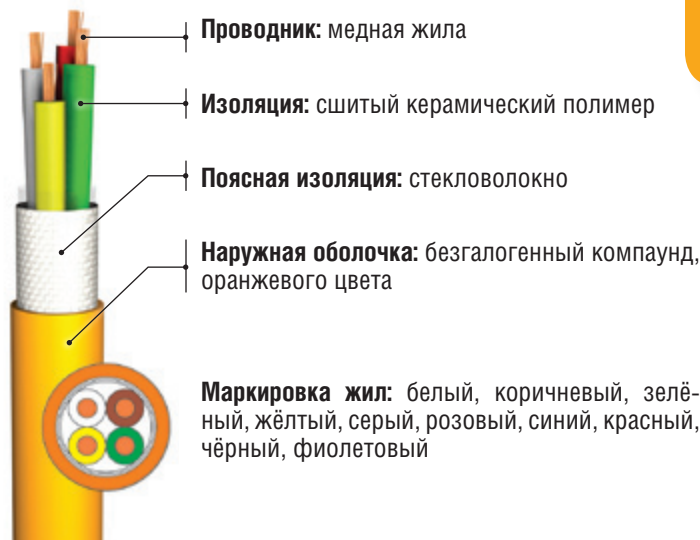 Проводник: медная жила
Изоляция: сшитый керамический полимер
Поясная изоляция: стекловолокно
Наружная оболочка: безгалогенный компаунд,
оранжевого цвета
Маркировка жил: белый, коричневый, зелё-
ный, жёлтый, серый, розовый, синий, красный,
чёрный, фиолетовый